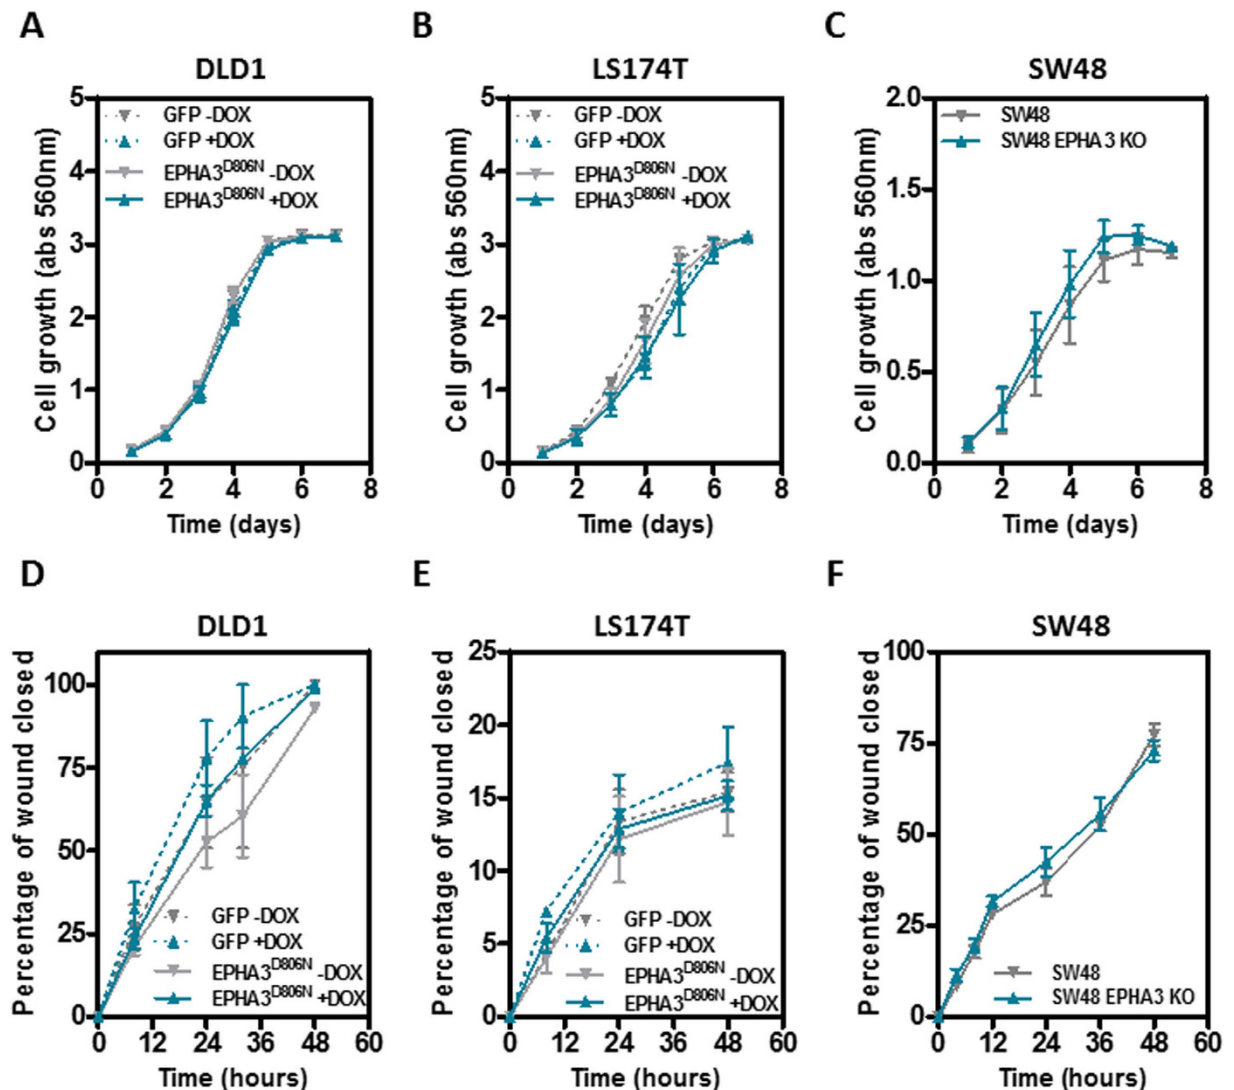 A
DLD1
5
4
3
2
1
0
0 2 4 6 8
Cell growth (abs 560nm)
Time (days)
GFP -DOX
GFP +DOX
EPHA3D806N -DOX
EPHA3D806N +DOX
B
LS174T
5
4
3
2
1
0
0 2 4 6 8
Cell growth (abs 560nm)
Time (days)
GFP -DOX
GFP +DOX
EPHA3D806N -DOX
EPHA3D806N +DOX
C
SW48
2.0
1.5
1.0
0.5
0.0
0 2 4 6 8
Cell growth (abs 560nm)
Time (days)
SW48
SW48 EPHA3 KO
D
DLD1
100
75
50
25
0
0 12 24 36 48 60
Percentage of wound closed
Time (hours)
GFP -DOX
GFP +DOX
EPHA3D806N -DOX
EPHA3D806N +DOX
E
LS174T
25
20
15
10
5
0
0 12 24 36 48 60
Percentage of wound closed
Time (hours)
GFP -DOX
GFP +DOX
EPHA3D806N -DOX
EPHA3D806N +DOX
F
SW48
100
75
50
25
0
0 12 24 36 48 60
Percentage of wound closed
Time (hours)
SW48
SW48 EPHA3 KO